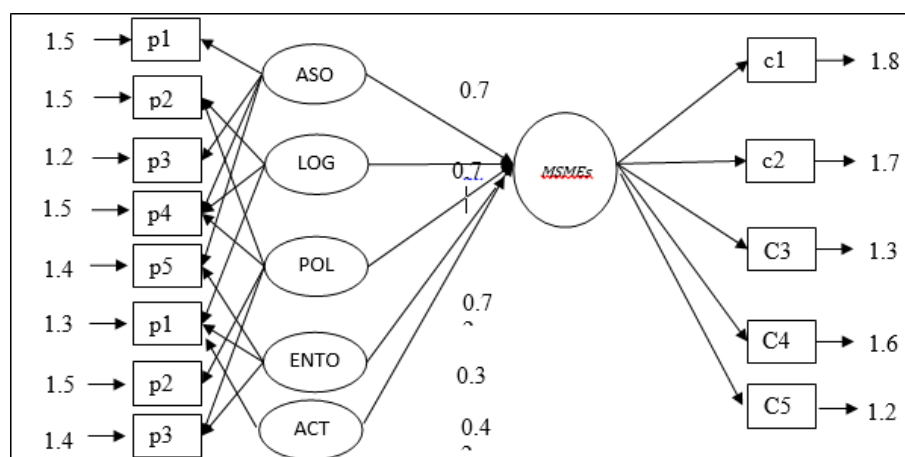 1.5 p1
1.5 p2
1.2 p3
1.5 p4
1.4 p5
1.3 p1
1.5 p2
1.4 p3
ASO
LOG
POL
ENTO
ACT
0.7
0.7
0.7
0.3
0.4
MSMEs
c1 1.8
c2 1.7
C3 1.3
C4 1.6
C5 1.2